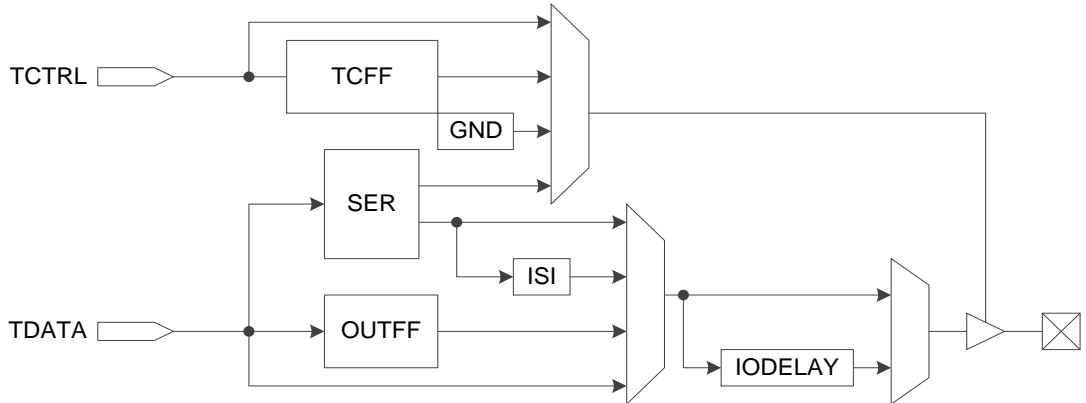 TCTRL
TCFF
GND
SER
ISI
TDATA
OUTFF
IODELAY